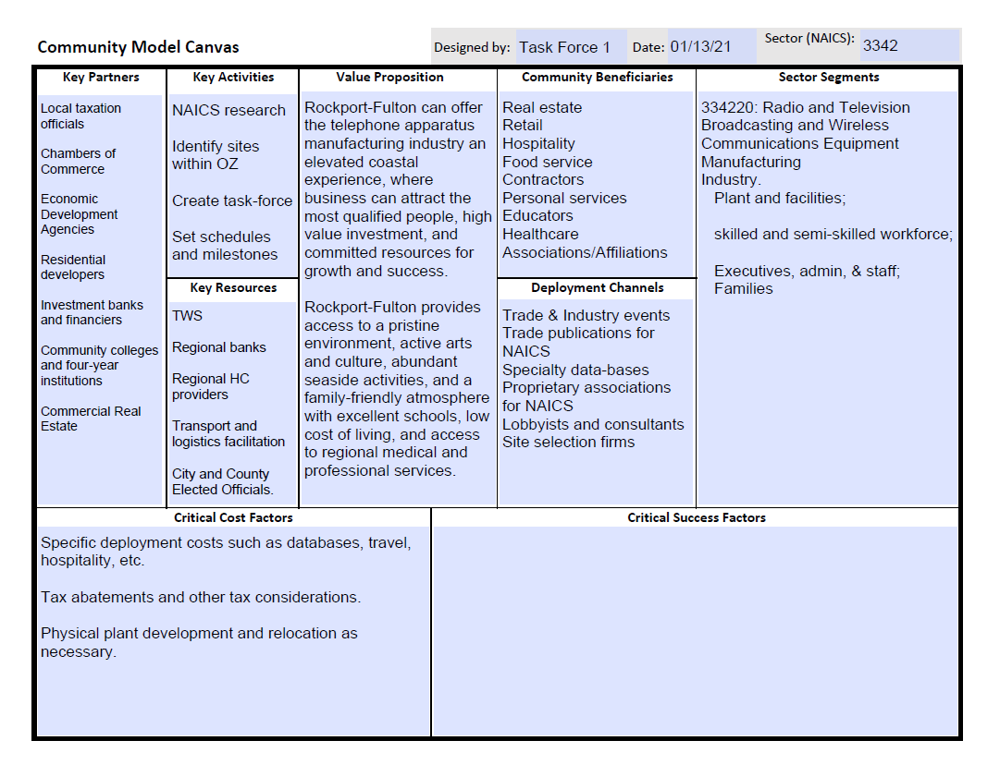 Community Model Canvas
Designed by: Task Force 1 Date: 01/13/21 Sector (NAICS): 3342
Key Partners
Local taxation
officials
Chambers of
Commerce
Economic
Development
Agencies
Residential
developers
Investment banks
and financiers
Community colleges
and four-year
institutions
Commercial Real
Estate
Key Activities
NAICS research
Identify sites
within OZ
Create task-force
Set schedules
and milestones
Key Resources
TWS
Regional banks
Regional HC
providers
Transport and
logistics facilitation
City and County
Elected Officials.
Value Proposition
Rockport-Fulton can offer
the telephone apparatus
manufacturing industry an
elevated coastal
experience, where
business can attract the
most qualified people, high
value investment, and
committed resources for
growth and success.
Rockport-Fulton provides
access to a pristine
environment, active arts
and culture, abundant
seaside activities, and a
family-friendly atmosphere
with excellent schools, low
cost of living, and access
to regional medical and
professional services.
Community Beneficiaries
Real estate
Retail
Hospitality
Food service
Contractors
Personal services
Educators
Healthcare
Associations/Affiliations
Deployment Channels
Trade & Industry events
Trade publications for
NAICS
Specialty data-bases
Proprietary associations
for NAICS
Lobbyists and consultants
Site selection firms
Sector Segments
334220: Radio and Television
Broadcasting and Wireless
Communications Equipment
Manufacturing
Industry.
Plant and facilities;
skilled and semi-skilled workforce;
Executives, admin, & staff;
Families
Critical Cost Factors
Specific deployment costs such as databases, travel,
hospitality, etc.
Tax abatements and other tax considerations.
Physical plant development and relocation as
necessary.
Critical Success Factors